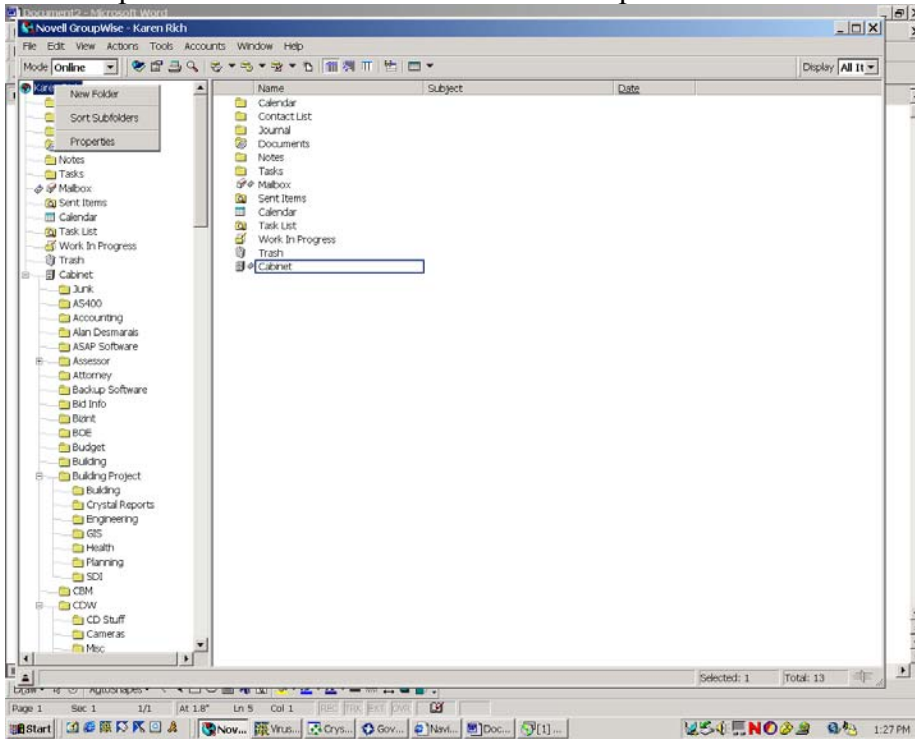 Document2 - Microsoft Word
Novell GroupWise - Karen Rich
File Edit View Actions Tools Accounts Window Help
Mode Online Display All It
New Folder
Sort Subfolders
Properties
Notes
Tasks
Mailbox
Sent Items
Calendar
Task List
Work In Progress
Trash
Cabinet
Junk
AS400
Accounting
Alan Desmarais
ASAP Software
Assessor
Attorney
Backup Software
Bid Info
BOE
Budget
Building
Building Project
Building
Crystal Reports
Engineering
GIS
Health
Planning
SDI
CBM
CDW
CD Stuff
Cameras
Misc
Name Subject Date
Calendar
Contact List
Journal
Documents
Notes
Tasks
Mailbox
Sent Items
Calendar
Task List
Work In Progress
Trash
Cabinet
Selected: 1 Total: 13
Draw AutoShapes
Page 1 Sec 1 1/1 At 1.8" Ln 5 Col 1 REC TRK EXT OVR
Start Nov... Virus... Crys... Gov... Navi... Doc... [1] ... 1:27 PM